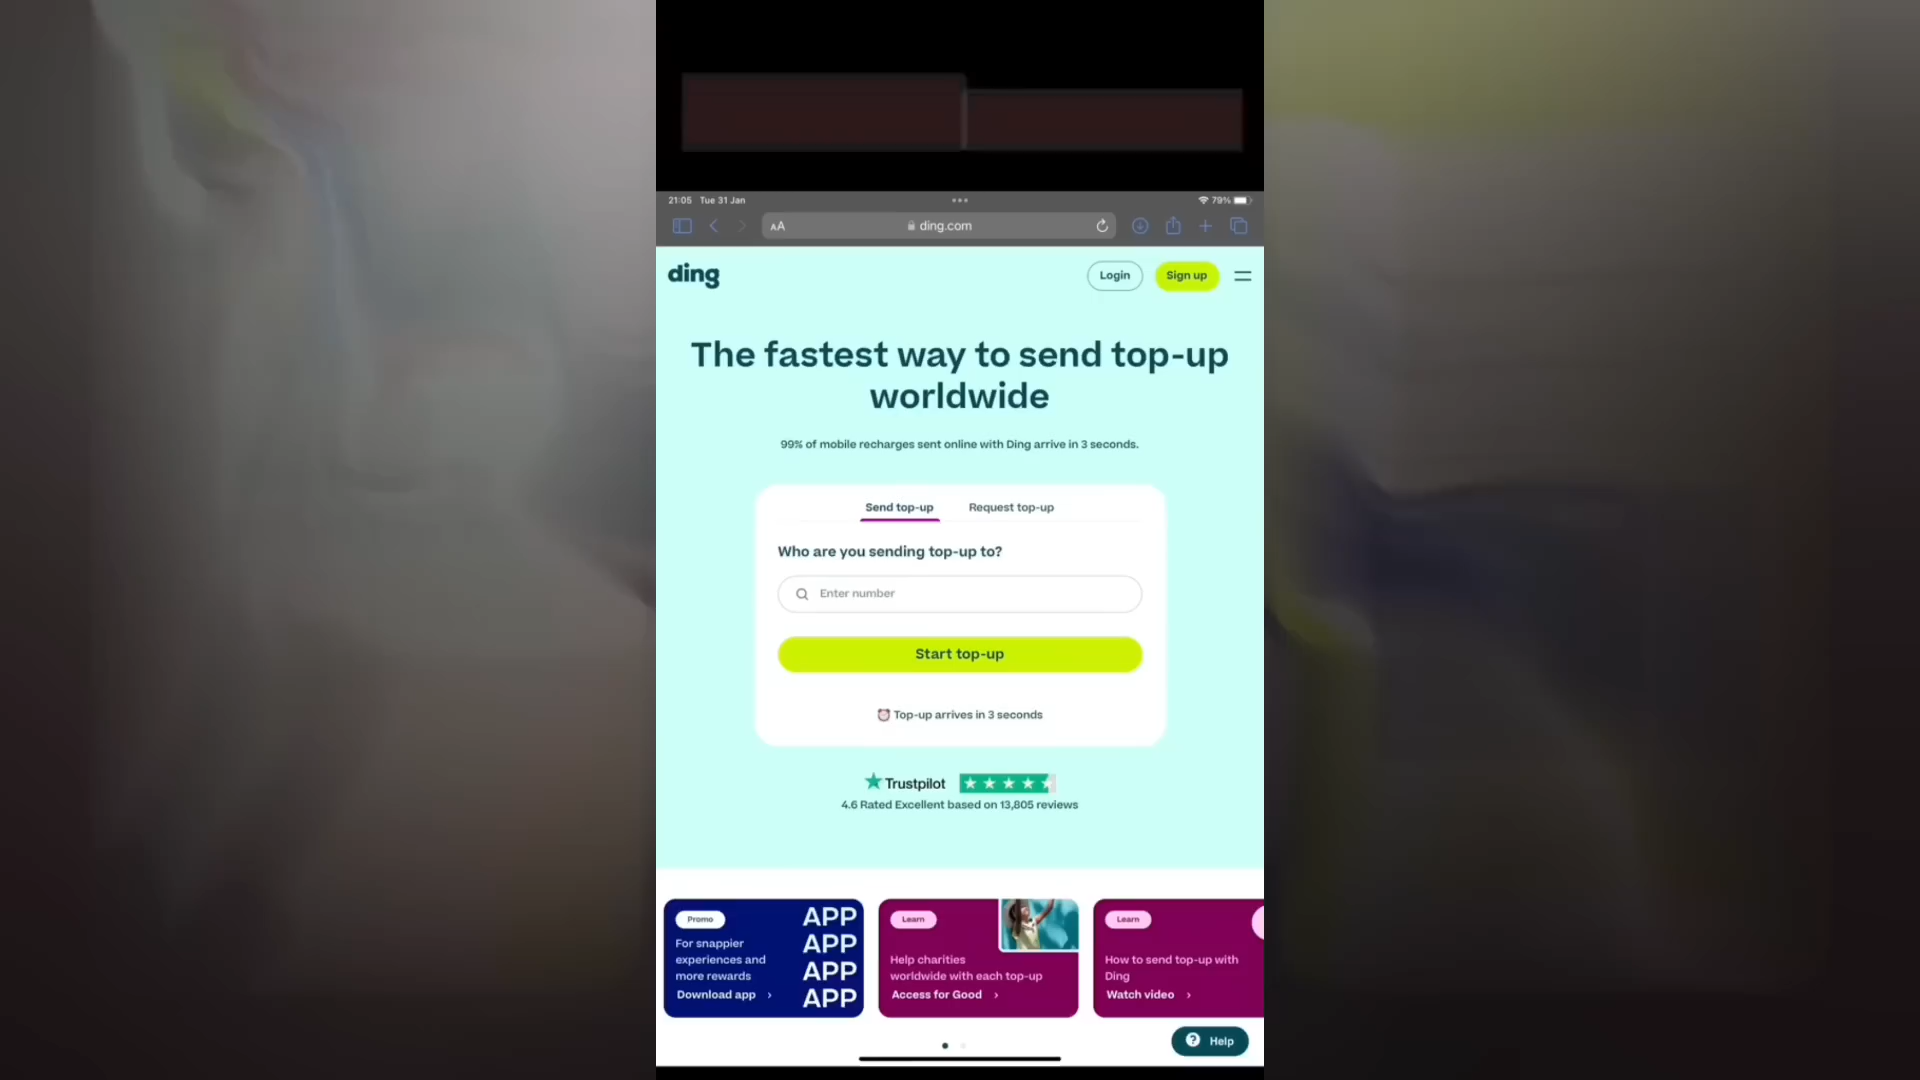 21:05 Tue 31 Jan
79%
AA
ding.com
ding
Login
Sign up
The fastest way to send top-up
worldwide
99% of mobile recharges sent online with Ding arrive in 3 seconds.
Send top-up
Request top-up
Who are you sending top-up to?
Enter number
Start top-up
Top-up arrives in 3 seconds
Trustpilot
4.6 Rated Excellent based on 13,805 reviews
Promo
For snappier
experiences and
more rewards
Download app
APP
APP
APP
APP
Learn
Help charities
worldwide with each top-up
Access for Good
Learn
How to send top-up with
Ding
Watch video
Help